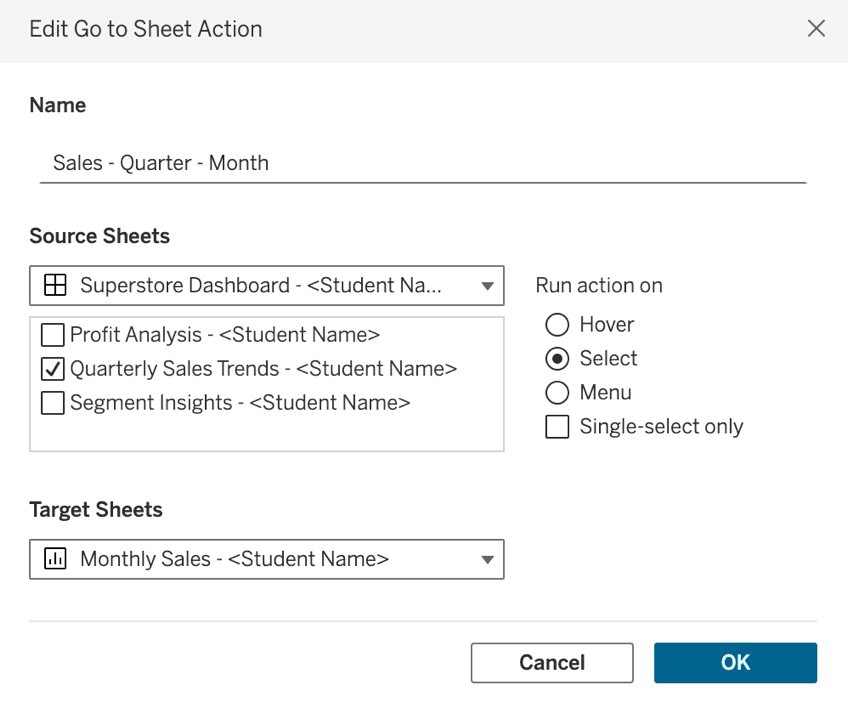 Edit Go to Sheet Action
Name
Sales - Quarter - Month
Source Sheets
Superstore Dashboard - <Student Na...
Profit Analysis - <Student Name>
Quarterly Sales Trends - <Student Name>
Segment Insights - <Student Name>
Run action on
Hover
Select
Menu
Single-select only
Target Sheets
Monthly Sales - <Student Name>
Cancel
OK